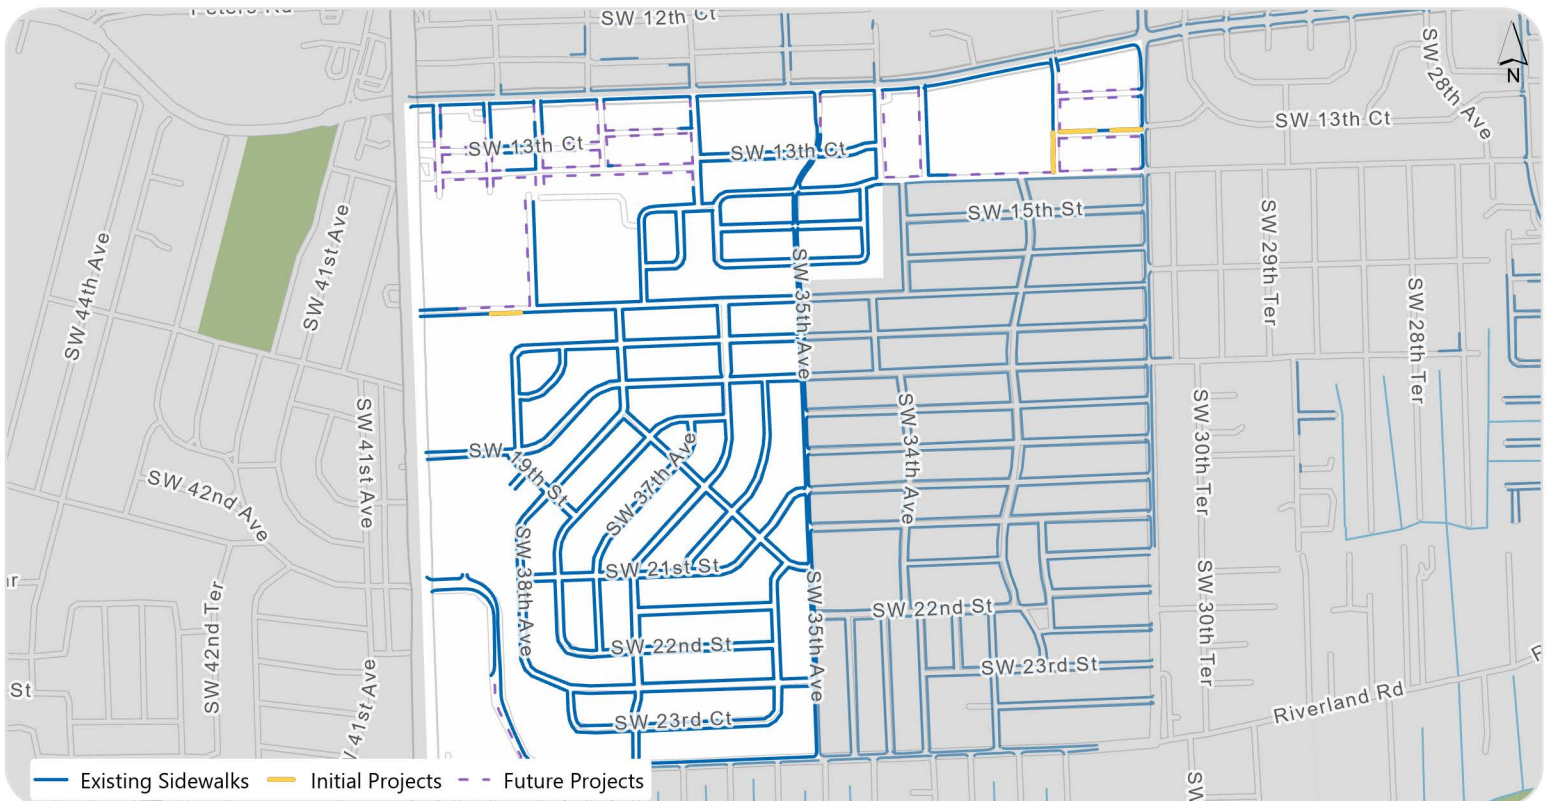 Peters Rd
SW 12th Ct
SW 28th Ave
N
SW 13th Ct
SW 13th Ct
SW 13th Ct
SW 15th St
SW 44th Ave
SW 41st Ave
SW 35th Ave
SW 29th Ter
SW 28th Ter
SW 41st Ave
SW 19th St
SW 37th Ave
SW 34th Ave
SW 30th Ter
SW 42nd Ave
SW 38th Ave
SW 21st St
SW 35th Ave
SW 22nd St
SW 30th Ter
SW 42nd Ter
SW 22nd St
SW 23rd St
St
41st Ave
SW 23rd Ct
Riverland Rd
SW
Existing Sidewalks
Initial Projects
Future Projects